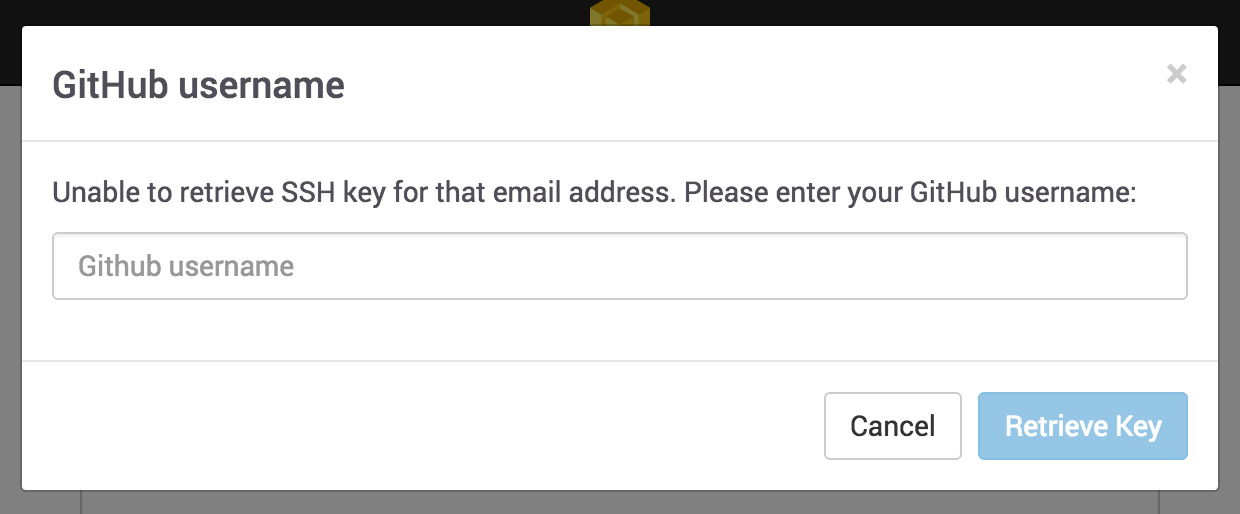 GitHub username
×
Unable to retrieve SSH key for that email address. Please enter your GitHub username:
Github username
Cancel
Retrieve Key